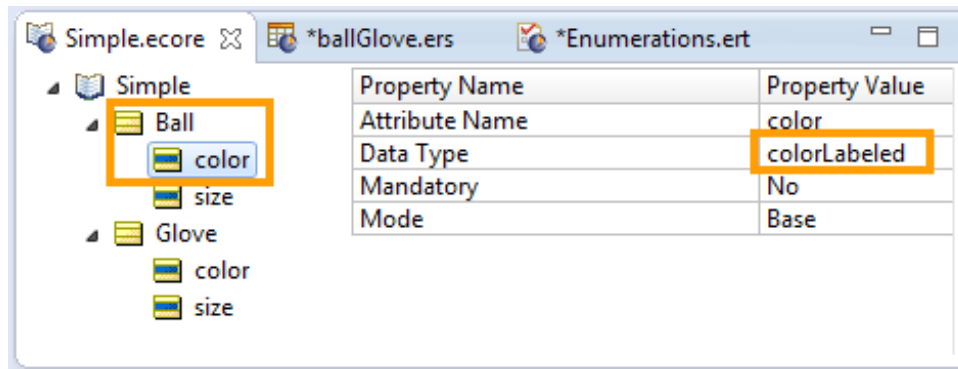 Simple.ecore *ballGlove.ers *Enumerations.ert
Simple
Ball
color
size
Glove
color
size
Property Name Property Value
Attribute Name color
Data Type colorLabeled
Mandatory No
Mode Base